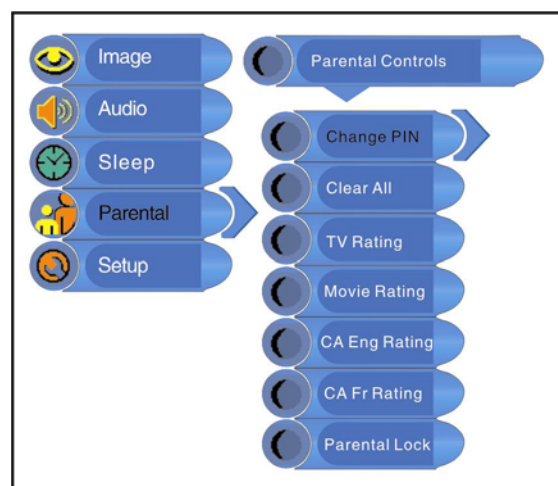 Image
Audio
Sleep
Parental
Setup
Parental Controls
Change PIN
Clear All
TV Rating
Movie Rating
CA Eng Rating
CA Fr Rating
Parental Lock